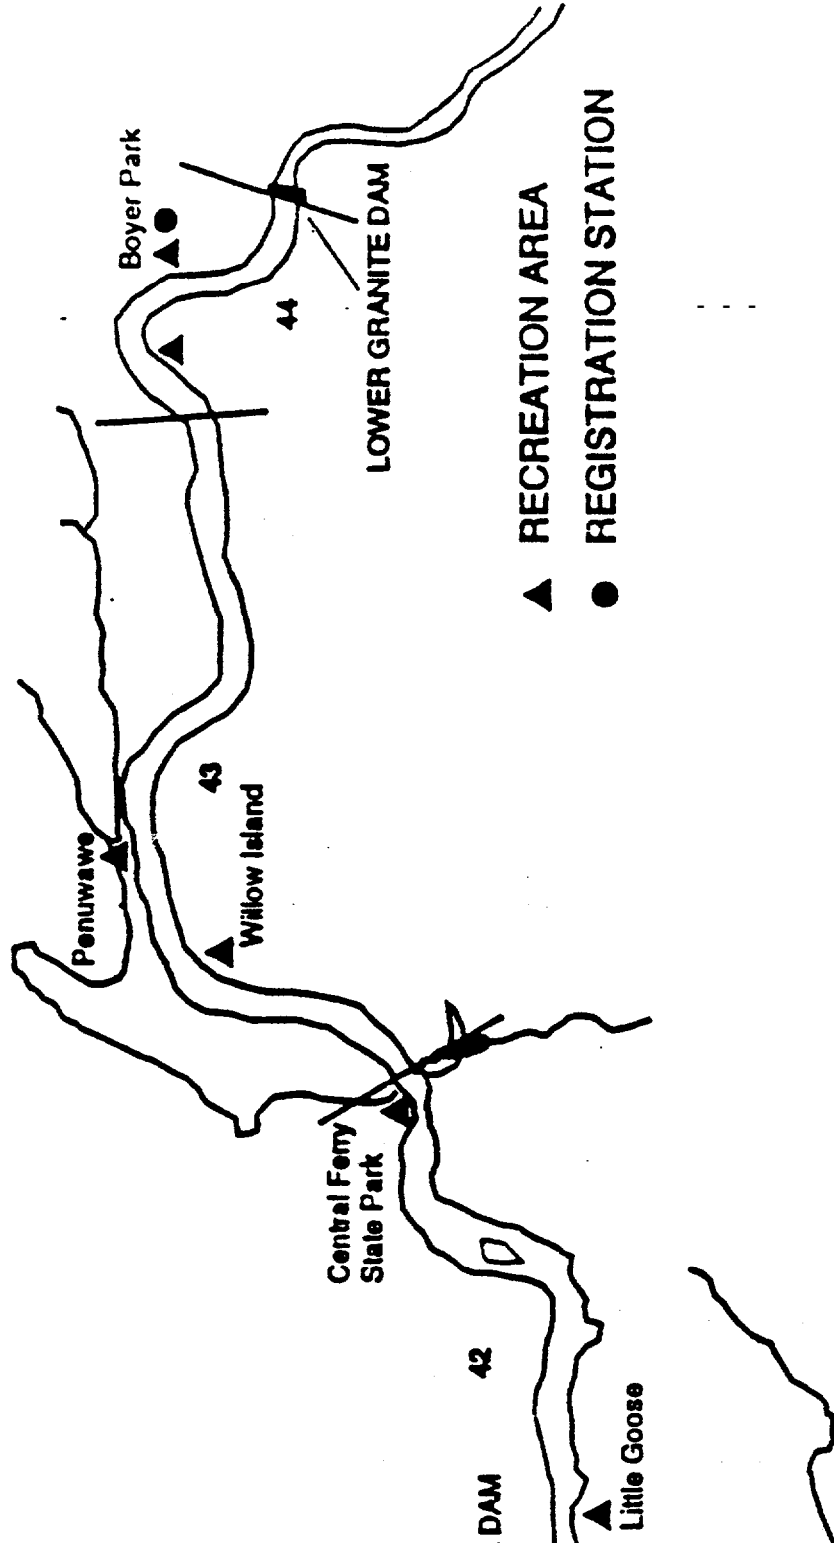 Boyer Park
44
LOWER GRANITE DAM
Penuwawe
43
Willow Island
Central Ferry
State Park
42
DAM
Little Goose
RECREATION AREA
REGISTRATION STATION